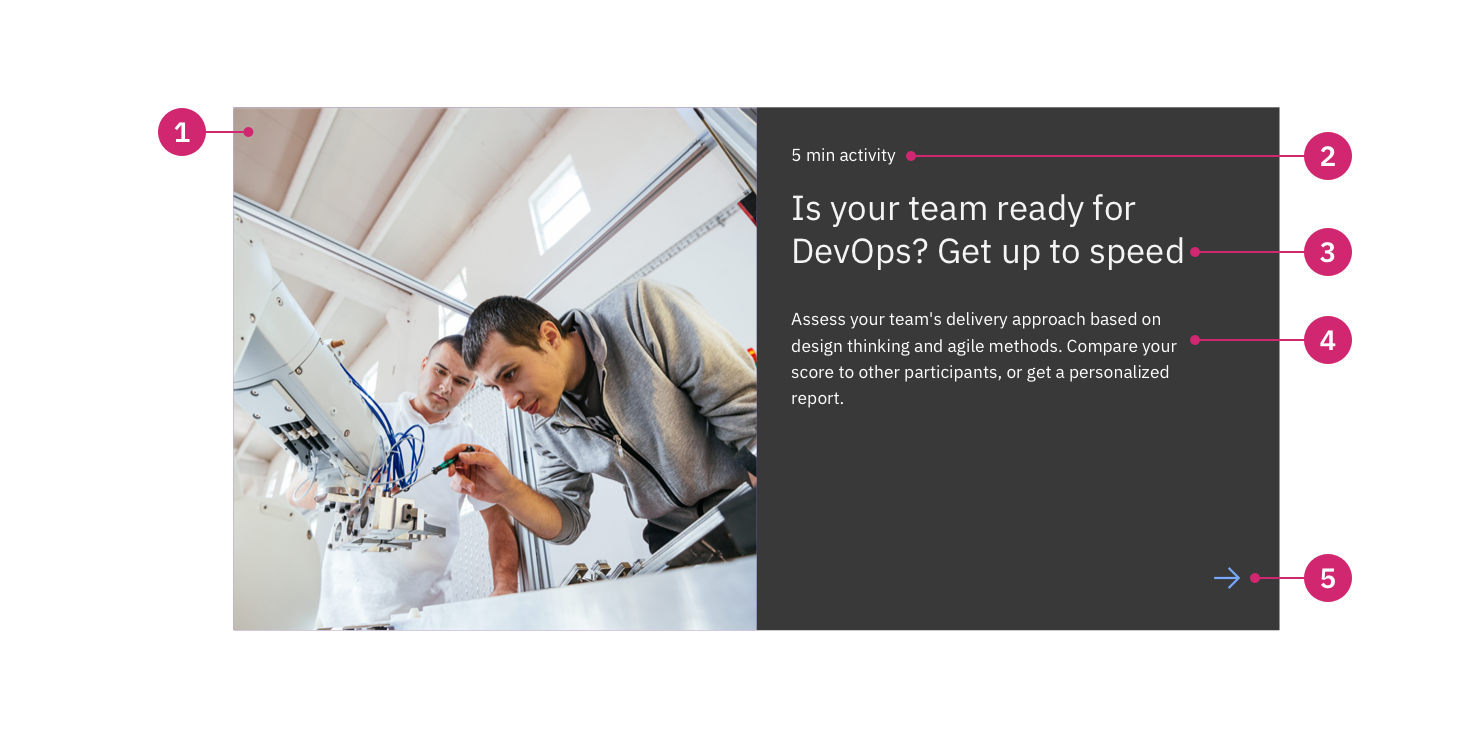 1
5 min activity
2
Is your team ready for
DevOps? Get up to speed
3
Assess your team's delivery approach based on
design thinking and agile methods. Compare your
score to other participants, or get a personalized
report.
4
5